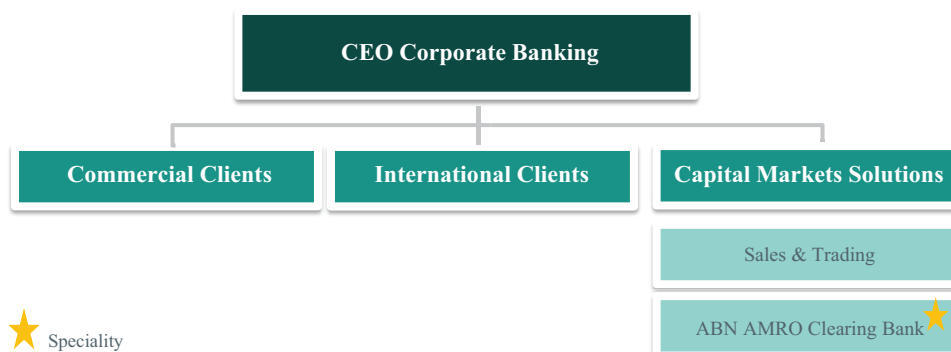 CEO Corporate Banking
Commercial Clients
International Clients
Capital Markets Solutions
Sales & Trading
ABN AMRO Clearing Bank
Speciality